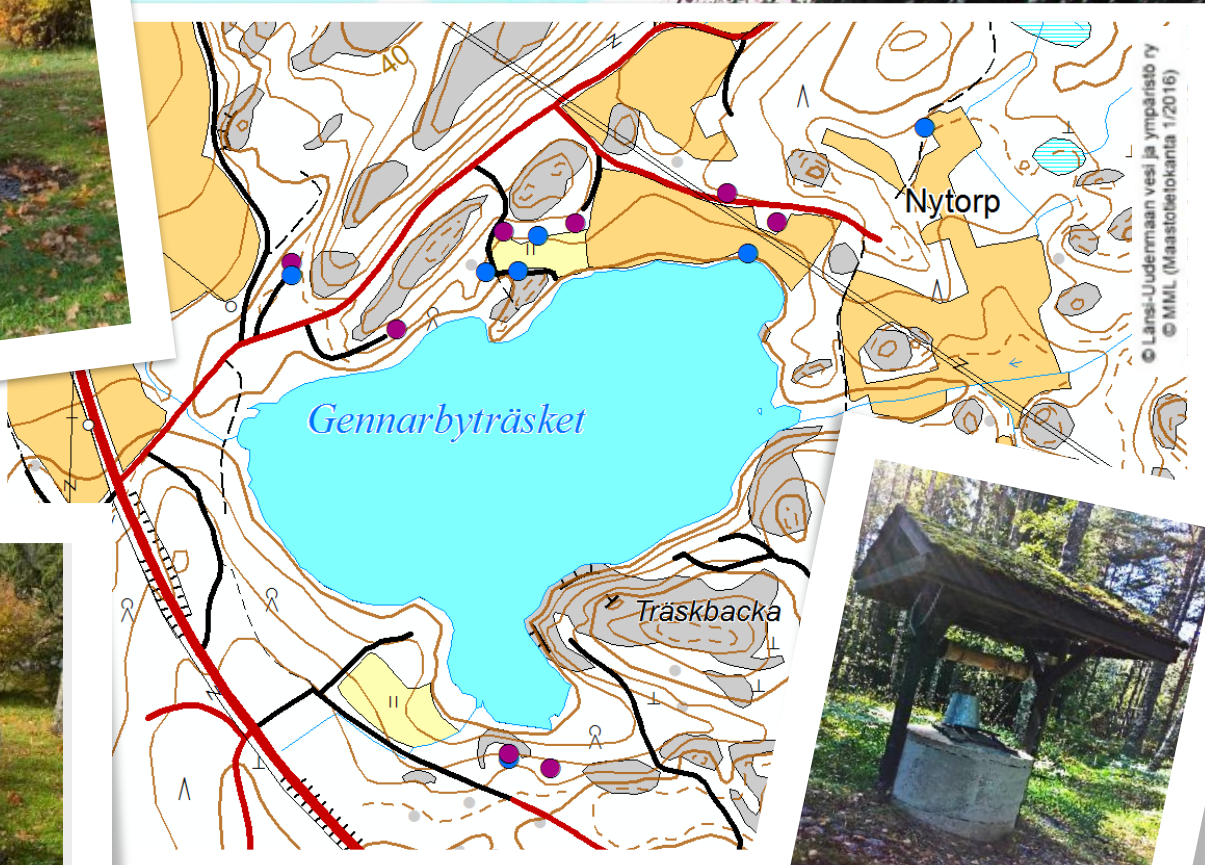 40
© Länsi-Uudenmaan vesi ja ympäristö ry
© MML (Maastotietokanta 1/2016)
Nytorp
Gennarbyträsket
Träskbacka